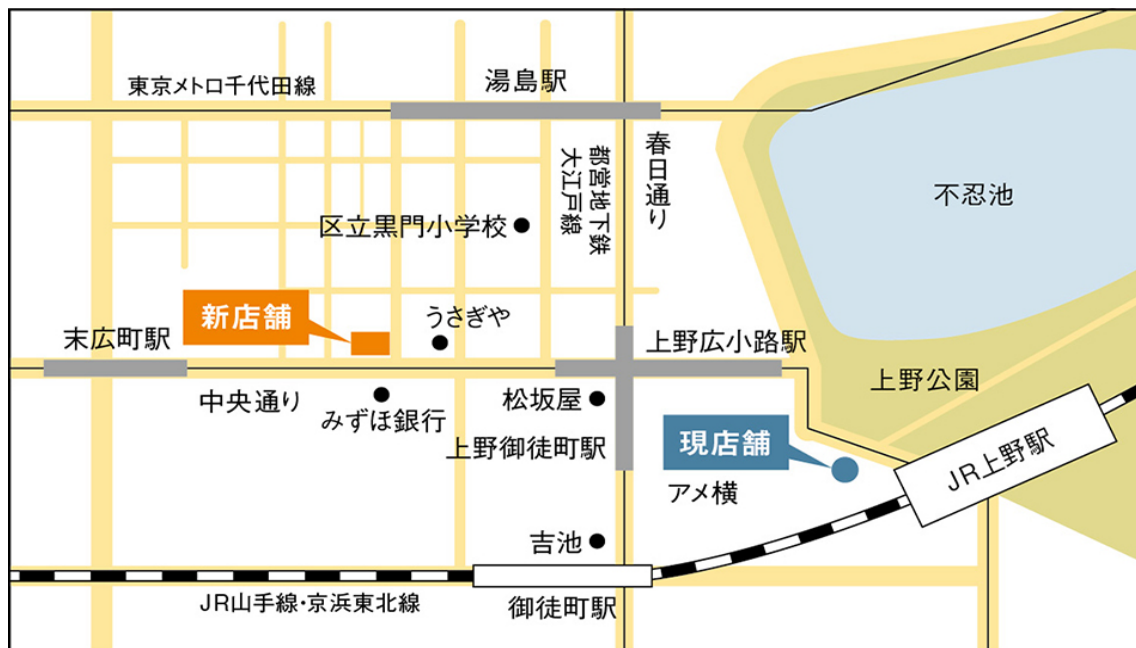 東京メトロ千代田線
湯島駅
都営地下鉄
大江戸線
春日通り
不忍池
区立黒門小学校
新店舗
うさぎや
末広町駅
上野広小路駅
上野公園
中央通り
みずほ銀行
松坂屋
上野御徒町駅
現店舗
アメ横
JR上野駅
吉池
JR山手線・京浜東北線
御徒町駅